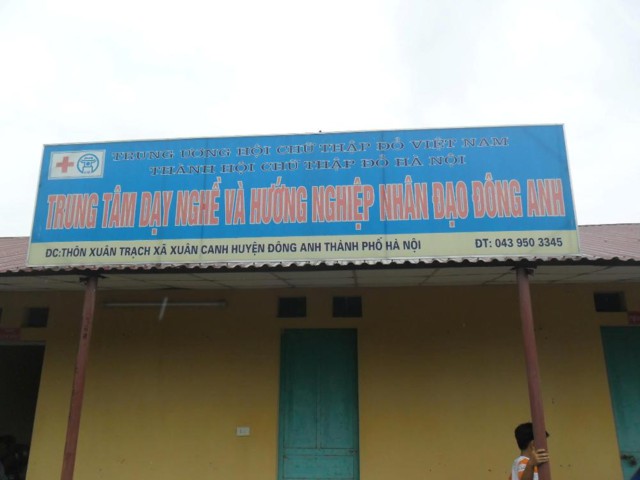 TRUNG ƯƠNG HỘI CHỮ THẬP ĐỎ VIỆT NAM
THÀNH HỘI CHỮ THẬP ĐỎ HÀ NỘI
TRUNG TÂM DẠY NGHỀ VÀ HƯỚNG NGHIỆP NHÂN ĐẠO ĐÔNG ANH
ĐC:THÔN XUÂN TRẠCH XÃ XUÂN CANH HUYỆN ĐÔNG ANH THÀNH PHỐ HÀ NỘI ĐT: 043 950 3345